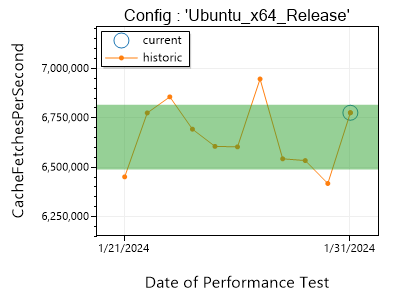 Config : 'Ubuntu_x64_Release'
current
historic
CacheFetchesPerSecond
7,000,000
6,750,000
6,500,000
6,250,000
1/21/2024
1/31/2024
Date of Performance Test